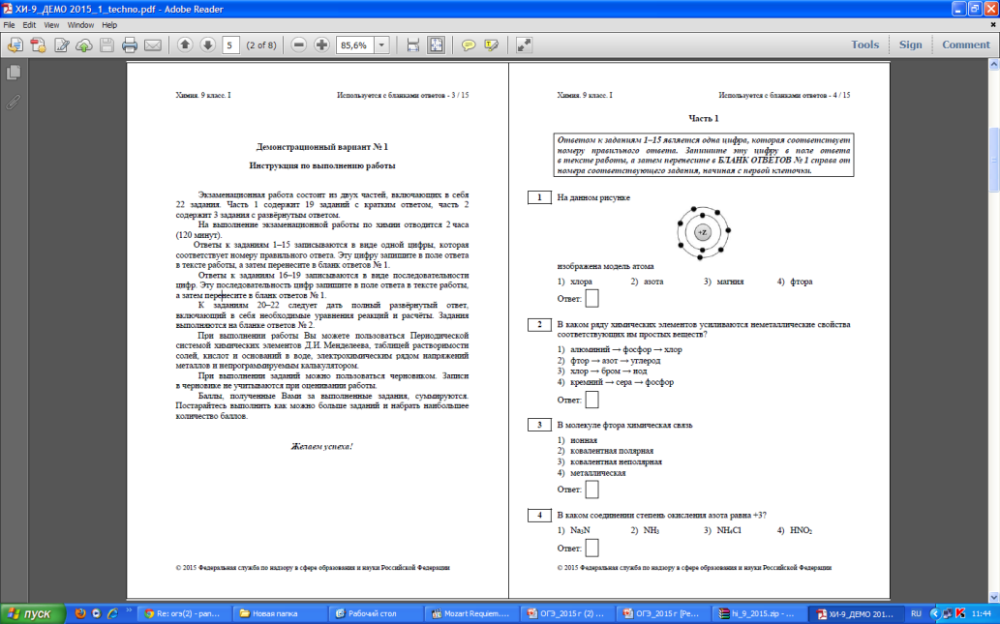 ХИ-9_ДЕМО 2015_1_techno.pdf - Adobe Reader
File Edit View Window Help
5 (2 of 8) 85,6% Tools Sign Comment
Химия. 9 класс. I Используется с бланками ответов - 3 / 15
Демонстрационный вариант № 1
Инструкция по выполнению работы
Экзаменационная работа состоит из двух частей, включающих в себя
22 задания. Часть 1 содержит 19 заданий с кратким ответом, часть 2
содержит 3 задания с развёрнутым ответом.
На выполнение экзаменационной работы по химии отводится 2 часа
(120 минут).
Ответы к заданиям 1–15 записываются в виде одной цифры, которая
соответствует номеру правильного ответа. Эту цифру запишите в поле ответа
в тексте работы, а затем перенесите в бланк ответов № 1.
Ответы к заданиям 16–19 записываются в виде последовательности
цифр. Эту последовательность цифр запишите в поле ответа в тексте работы,
а затем перенесите в бланк ответов № 1.
К заданиям 20–22 следует дать полный развёрнутый ответ,
включающий в себя необходимые уравнения реакций и расчёты. Задания
выполняются на бланке ответов № 2.
При выполнении работы Вы можете пользоваться Периодической
системой химических элементов Д.И. Менделеева, таблицей растворимости
солей, кислот и оснований в воде, электрохимическим рядом напряжений
металлов и непрограммируемым калькулятором.
При выполнении заданий можно пользоваться черновиком. Записи
в черновике не учитываются при оценивании работы.
Баллы, полученные Вами за выполненные задания, суммируются.
Постарайтесь выполнить как можно больше заданий и набрать наибольшее
количество баллов.
Желаем успеха!
© 2015 Федеральная служба по надзору в сфере образования и науки Российской Федерации
Химия. 9 класс. I Используется с бланками ответов - 4 / 15
Часть 1
Ответом к заданиям 1–15 является одна цифра, которая соответствует
номеру правильного ответа. Запишите эту цифру в поле ответа
в тексте работы, а затем перенесите в БЛАНК ОТВЕТОВ № 1 справа от
номера соответствующего задания, начиная с первой клеточки.
1 На данном рисунке
+Z
изображена модель атома
1) хлора 2) азота 3) магния 4) фтора
Ответ:
2 В каком ряду химических элементов усиливаются неметаллические свойства
соответствующих им простых веществ?
1) алюминий → фосфор → хлор
2) фтор → азот → углерод
3) хлор → бром → иод
4) кремний → сера → фосфор
Ответ:
3 В молекуле фтора химическая связь
1) ионная
2) ковалентная полярная
3) ковалентная неполярная
4) металлическая
Ответ:
4 В каком соединении степень окисления азота равна +3?
1) Na₃N 2) NH₃ 3) NH₄Cl 4) HNO₂
Ответ:
© 2015 Федеральная служба по надзору в сфере образования и науки Российской Федерации
пуск » Re: огэ(2) - pan... Новая папка Рабочий стол Mozart Requiem.... ОГЭ_2015 г (2) ... ОГЭ_2015 г [Ре... hi_9_2015.zip - ... ХИ-9_ДЕМО 201... RU 11:44